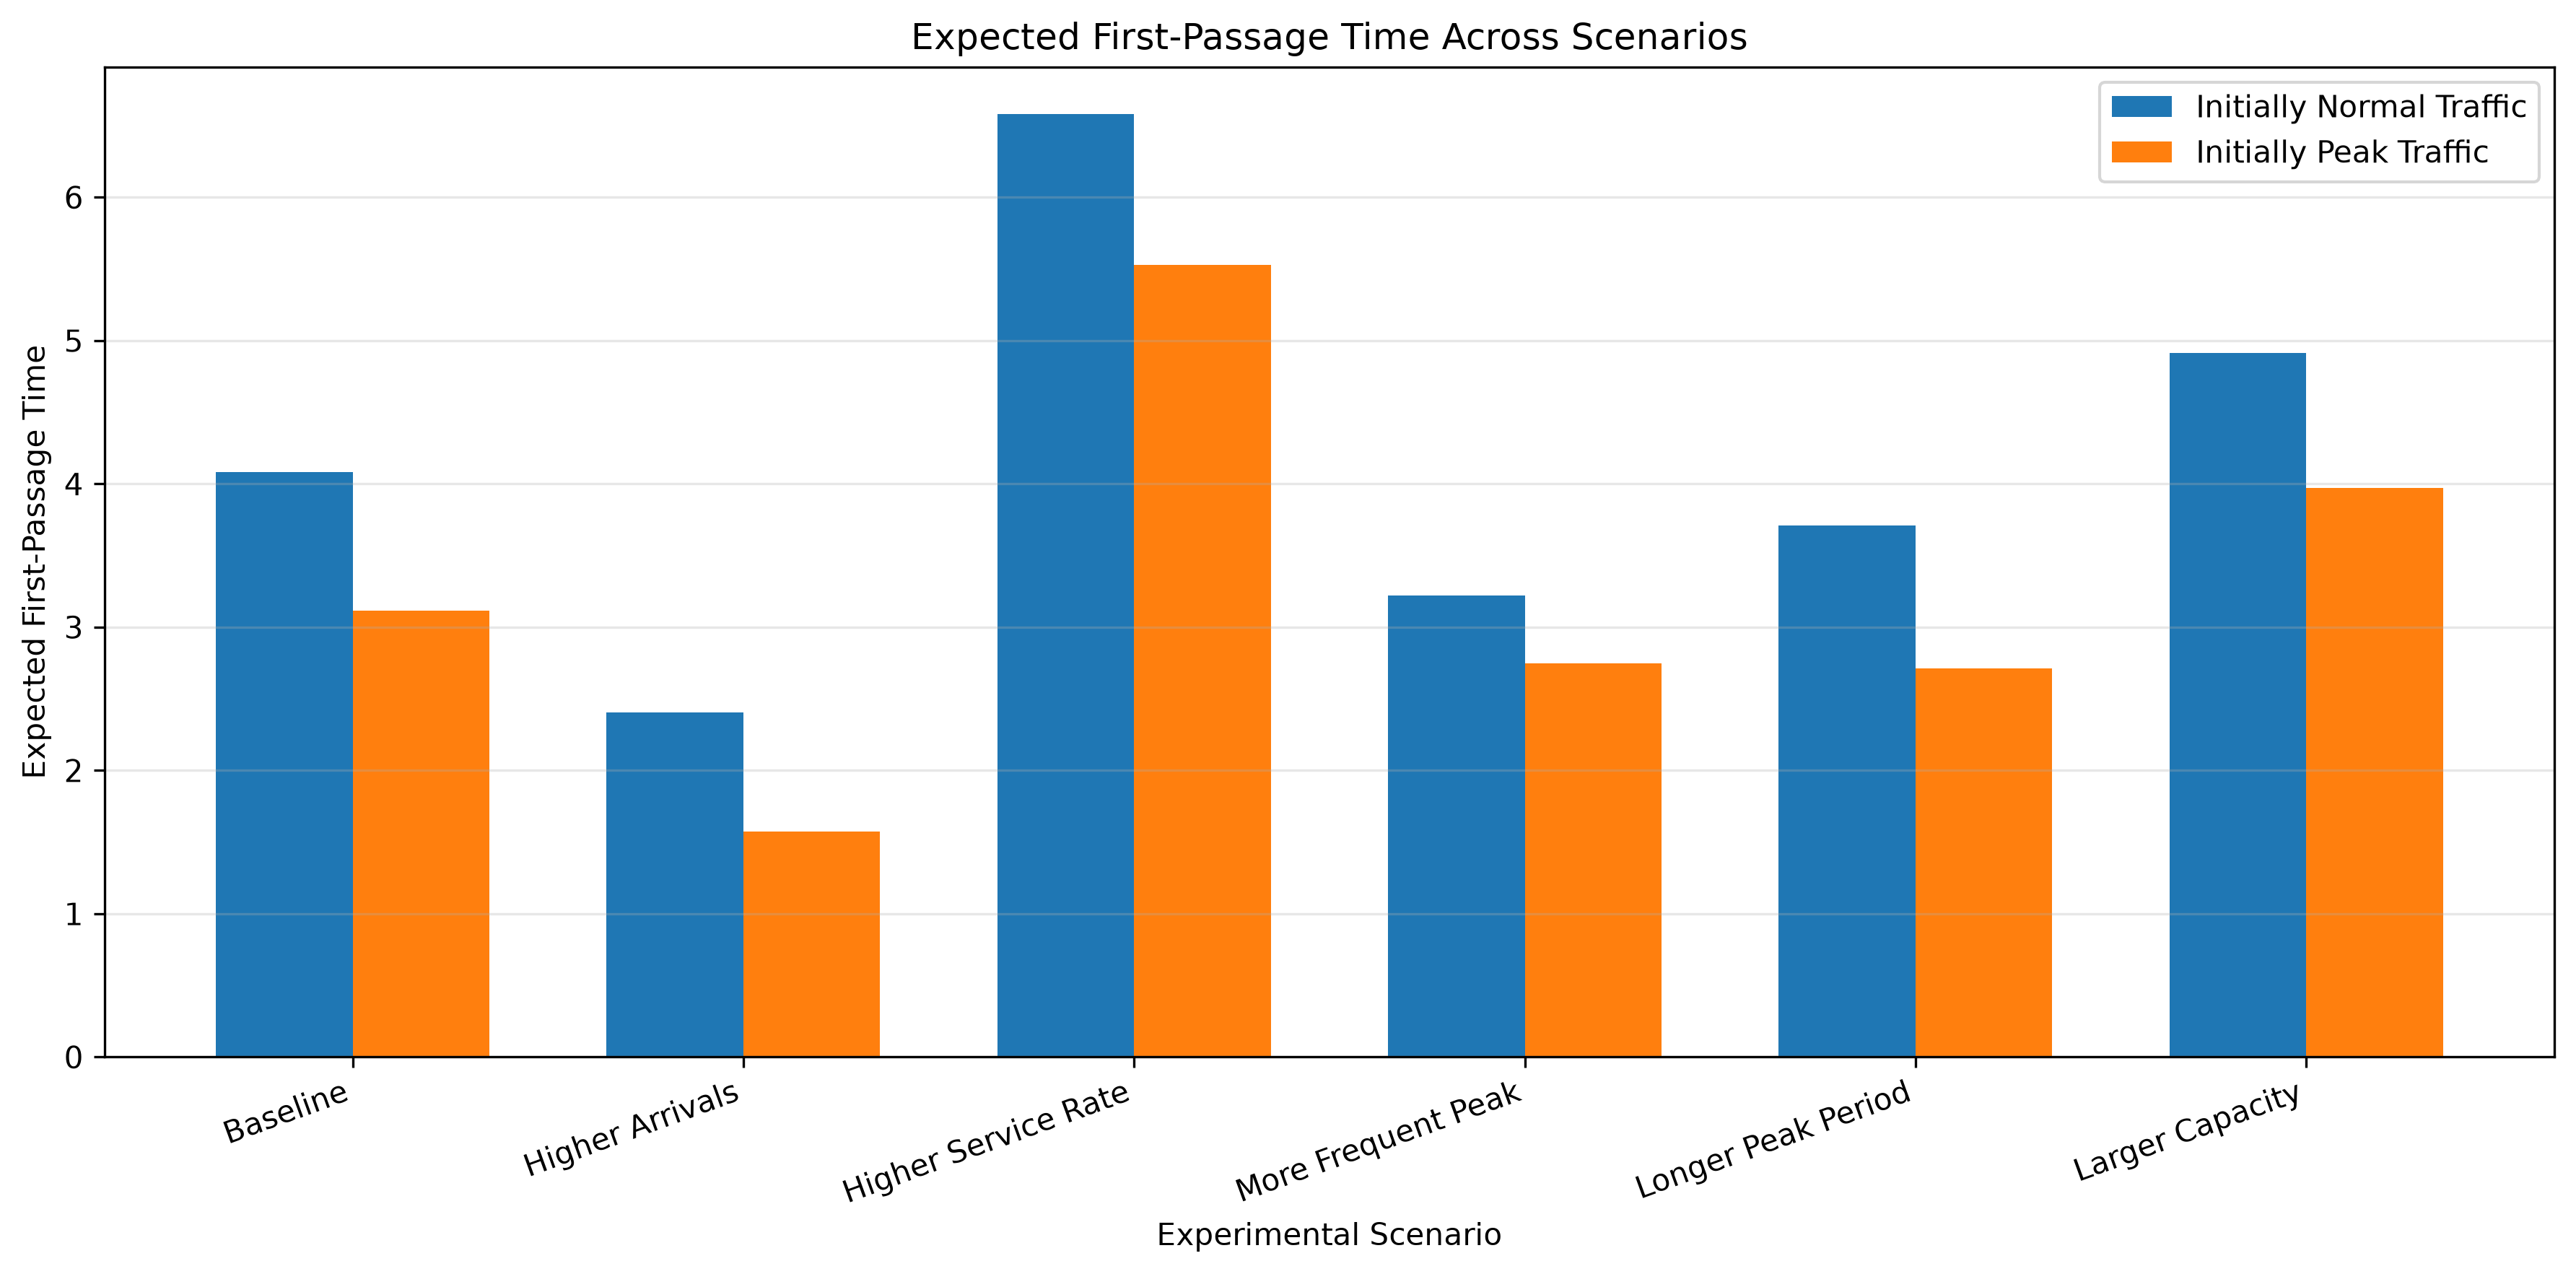 Expected First-Passage Time Across Scenarios
Initially Normal Traffic
Initially Peak Traffic
Expected First-Passage Time
6
5
4
3
2
1
0
Baseline
Higher Arrivals
Higher Service Rate
More Frequent Peak
Longer Peak Period
Larger Capacity
Experimental Scenario